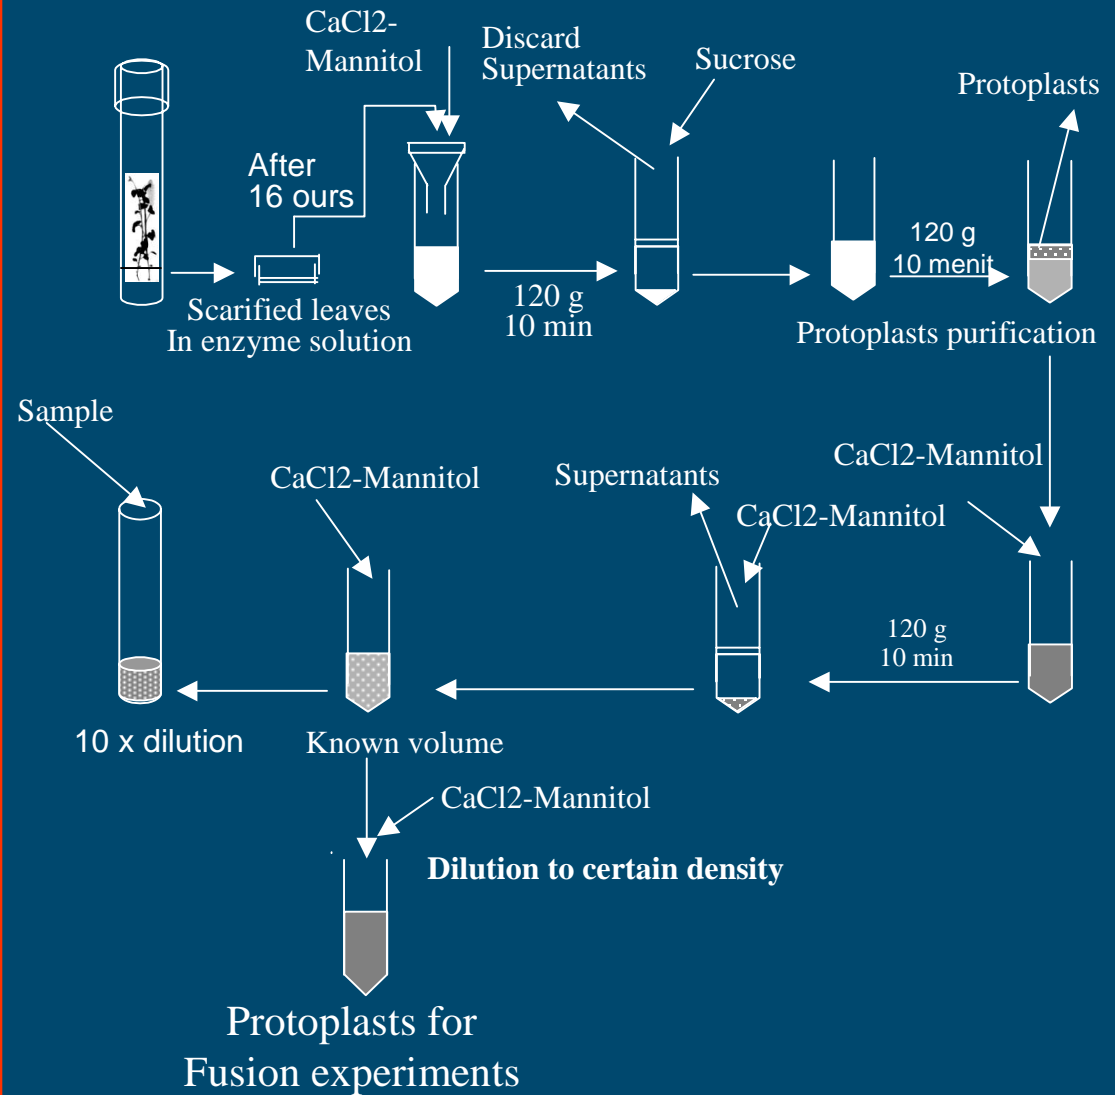 CaCl2-
Mannitol
Discard
Supernatants
Sucrose
Protoplasts
After
16 ours
120 g
10 menit
120 g
10 min
Scarified leaves
In enzyme solution
Protoplasts purification
Sample
CaCl2-Mannitol
Supernatants
CaCl2-Mannitol
CaCl2-Mannitol
120 g
10 min
10 x dilution
Known volume
CaCl2-Mannitol
Dilution to certain density
Protoplasts for
Fusion experiments